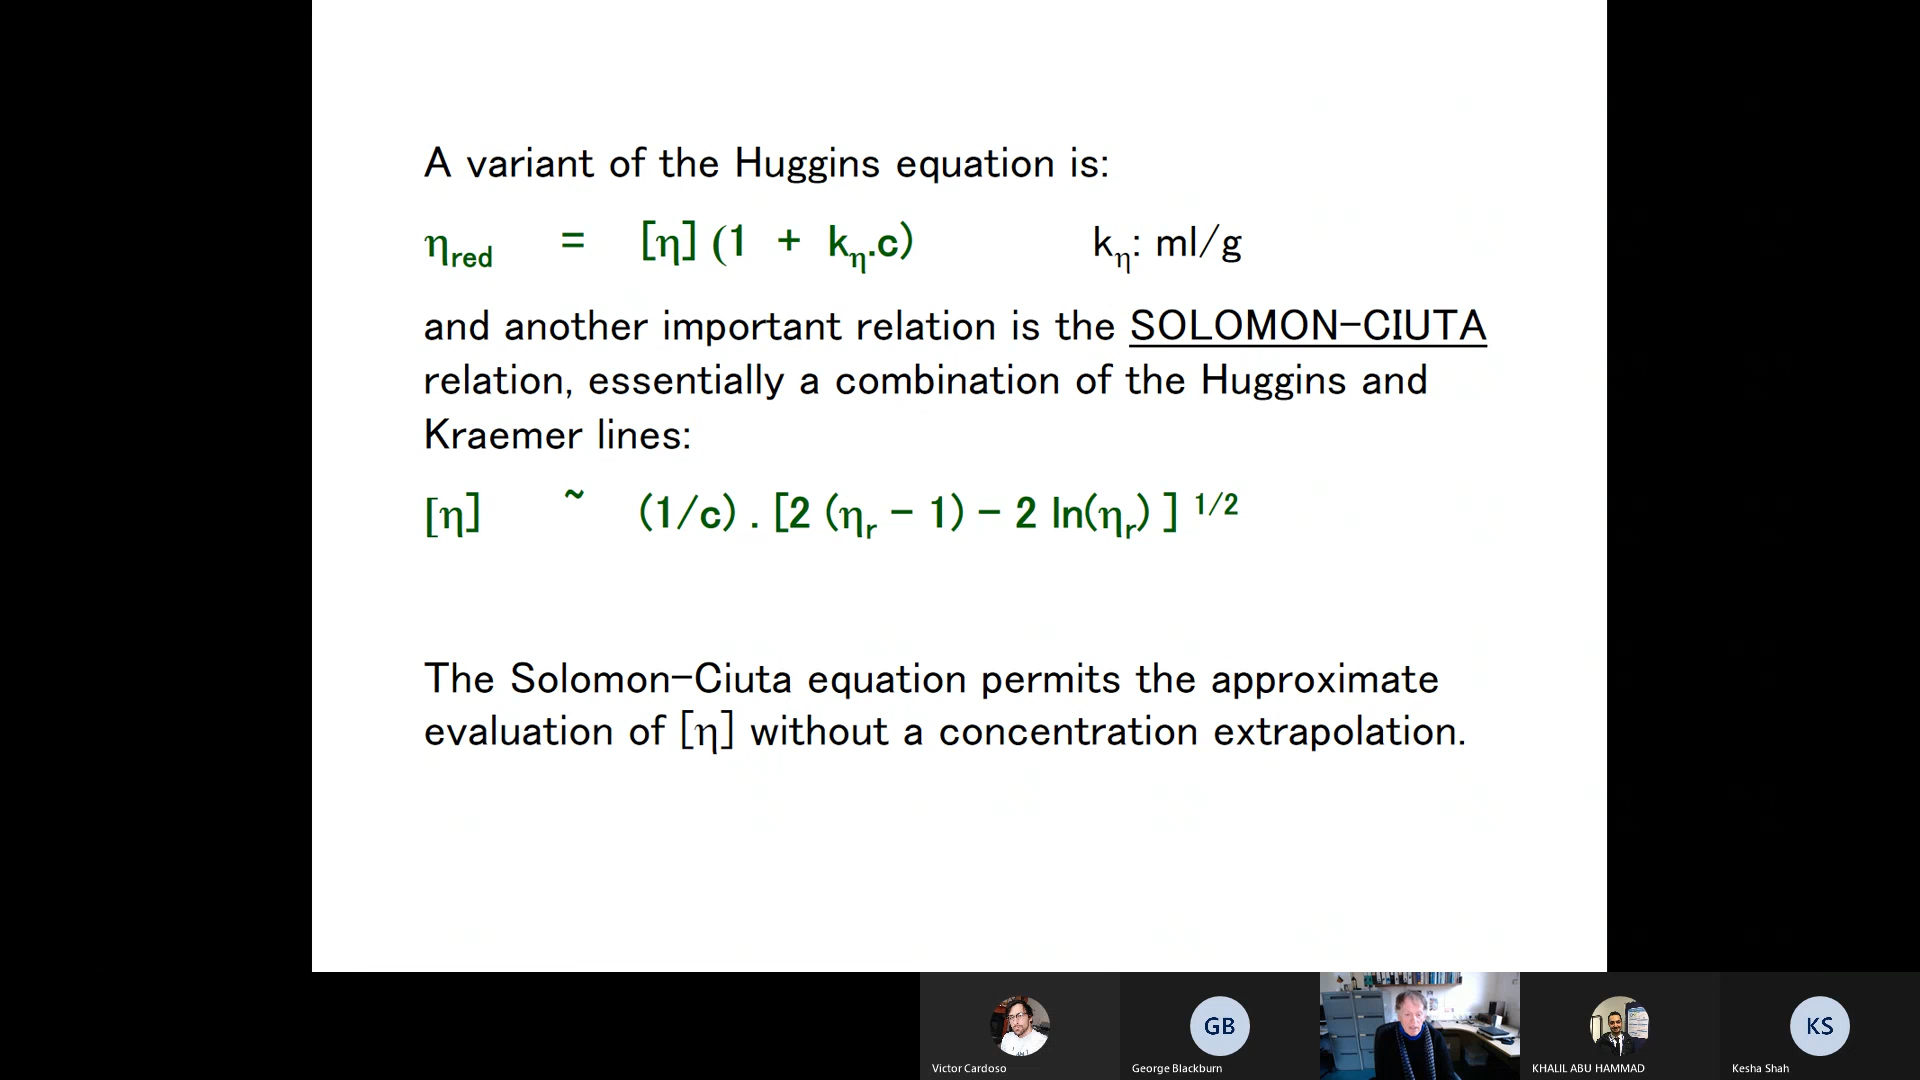 A variant of the Huggins equation is:
ηred = [η] (1 + kη.c) kη: ml/g
and another important relation is the SOLOMON-CIUTA
relation, essentially a combination of the Huggins and
Kraemer lines:
[η] ~ (1/c) . [2 (ηr - 1) - 2 ln(ηr) ] 1/2
The Solomon-Ciuta equation permits the approximate
evaluation of [η] without a concentration extrapolation.
GB
KS
Victor Cardoso
George Blackburn
KHALIL ABU HAMMAD
Kesha Shah